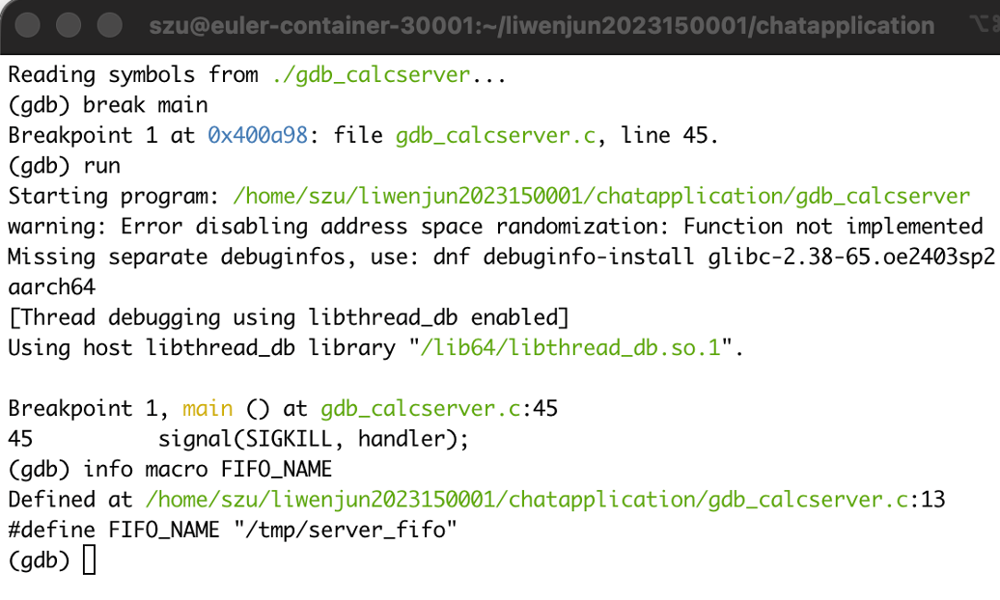 szu@euler-container-30001:~/liwenjun2023150001/chatapplication
Reading symbols from ./gdb_calcserver...
(gdb) break main
Breakpoint 1 at 0x400a98: file gdb_calcserver.c, line 45.
(gdb) run
Starting program: /home/szu/liwenjun2023150001/chatapplication/gdb_calcserver
warning: Error disabling address space randomization: Function not implemented
Missing separate debuginfos, use: dnf debuginfo-install glibc-2.38-65.oe2403sp2
aarch64
[Thread debugging using libthread_db enabled]
Using host libthread_db library "/lib64/libthread_db.so.1".
Breakpoint 1, main () at gdb_calcserver.c:45
45          signal(SIGKILL, handler);
(gdb) info macro FIFO_NAME
Defined at /home/szu/liwenjun2023150001/chatapplication/gdb_calcserver.c:13
#define FIFO_NAME "/tmp/server_fifo"
(gdb)